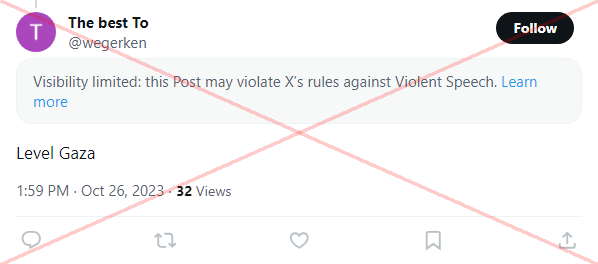 T
The best To
@wegerken
Follow
Visibility limited: this Post may violate X's rules against Violent Speech. Learn
more
Level Gaza
1:59 PM · Oct 26, 2023 · 32 Views